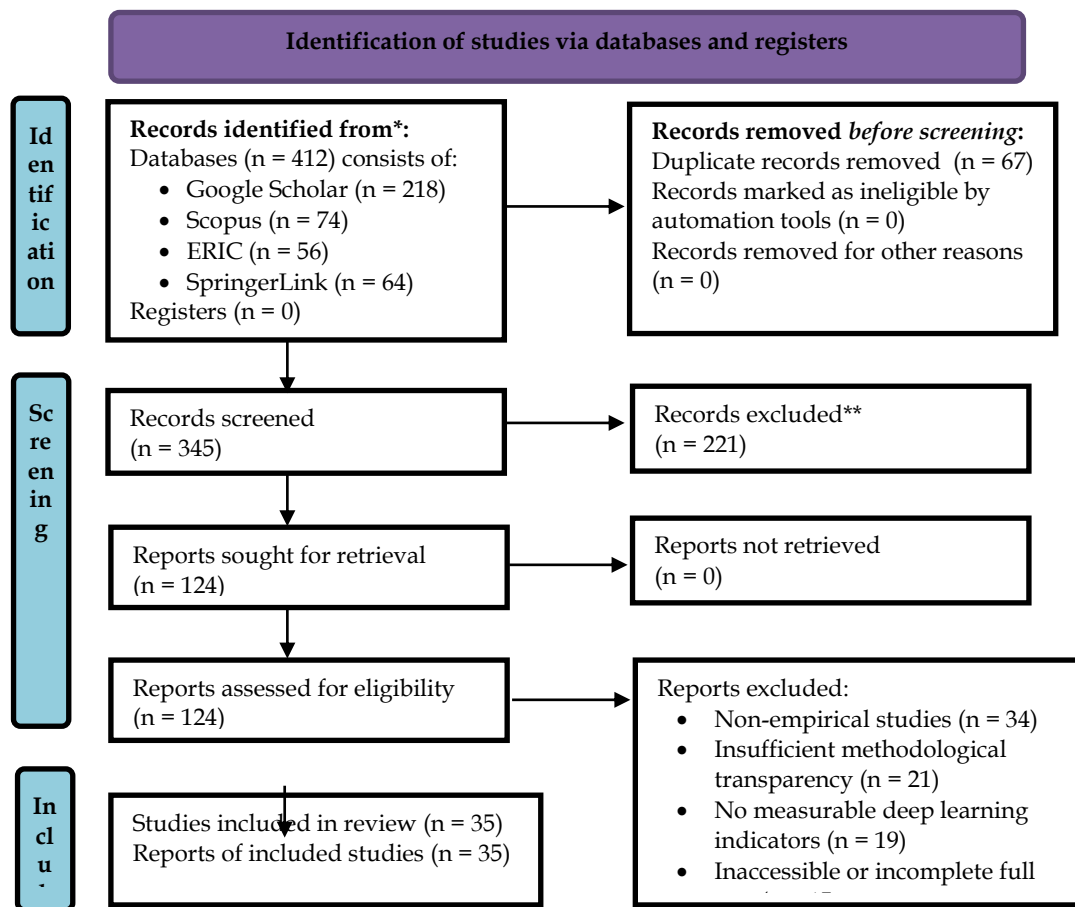 Identification of studies via databases and registers
Id
en
tif
ic
ati
on
Records identified from*:
Databases (n = 412) consists of:
• Google Scholar (n = 218)
• Scopus (n = 74)
• ERIC (n = 56)
• SpringerLink (n = 64)
Registers (n = 0)
Records removed before screening:
Duplicate records removed (n = 67)
Records marked as ineligible by
automation tools (n = 0)
Records removed for other reasons
(n = 0)
Sc
re
en
in
g
Records screened
(n = 345)
Records excluded**
(n = 221)
Reports sought for retrieval
(n = 124)
Reports not retrieved
(n = 0)
Reports assessed for eligibility
(n = 124)
Reports excluded:
• Non-empirical studies (n = 34)
• Insufficient methodological
transparency (n = 21)
• No measurable deep learning
indicators (n = 19)
• Inaccessible or incomplete full
In
cl
u
Studies included in review (n = 35)
Reports of included studies (n = 35)